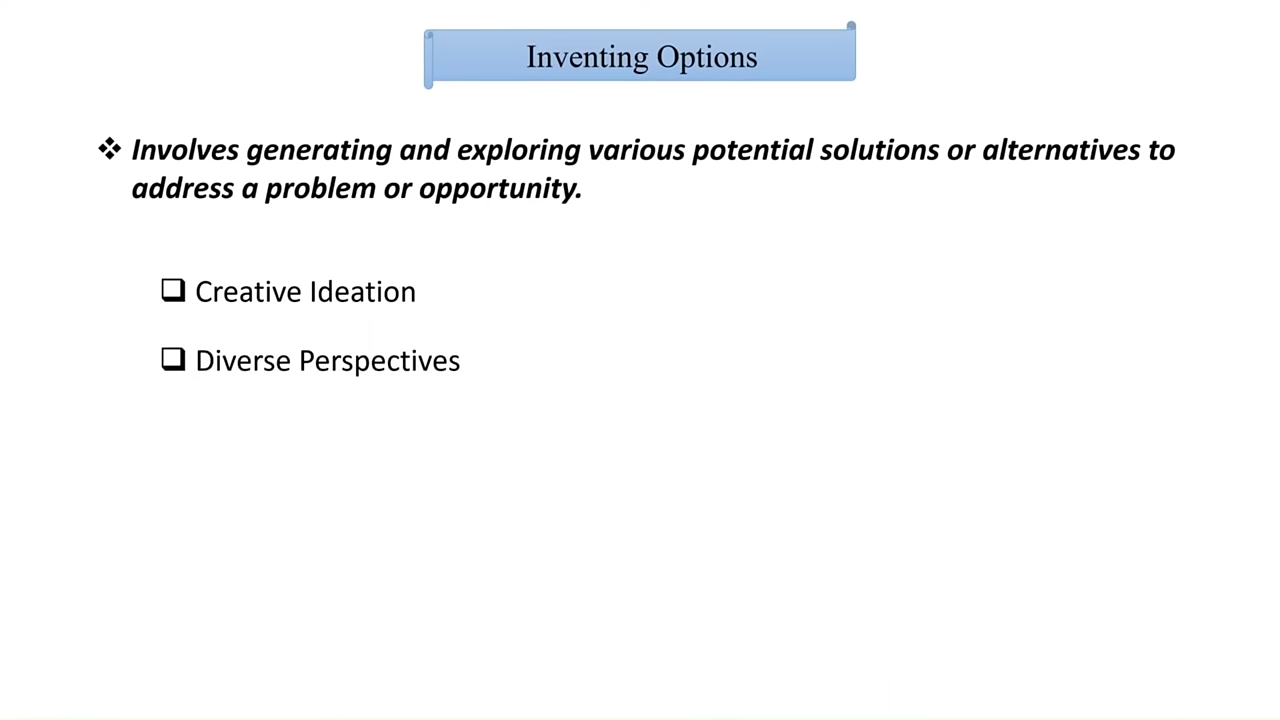 Inventing Options
Involves generating and exploring various potential solutions or alternatives to
address a problem or opportunity.
Creative Ideation
Diverse Perspectives